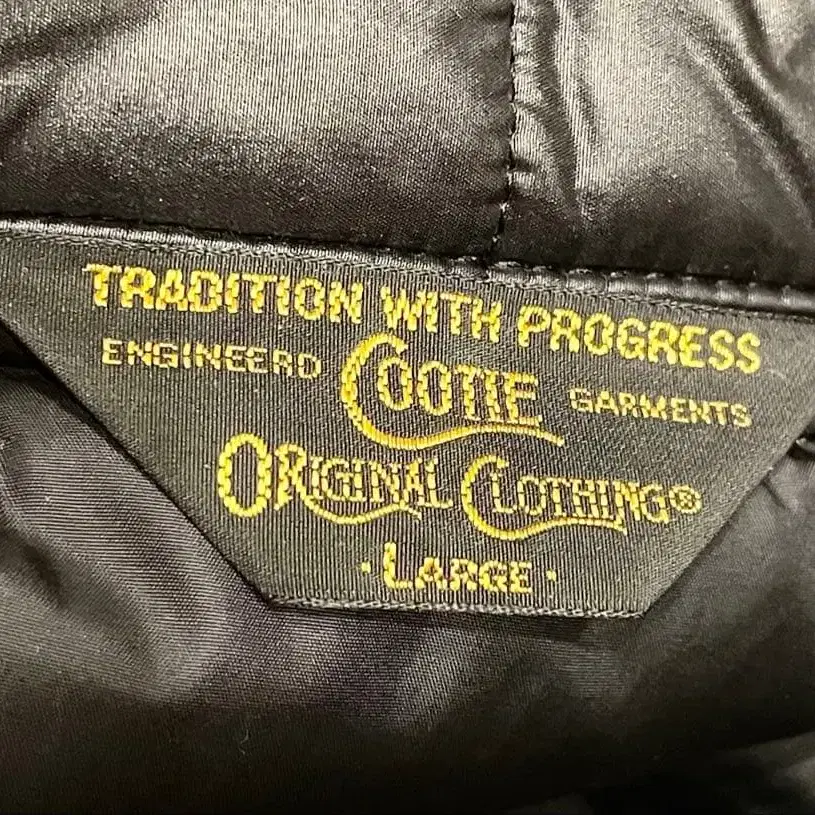 TRADITION WITH PROGRESS
ENGINEERD COOTIE GARMENTS
ORIGINAL CLOTHING®
· LARGE ·